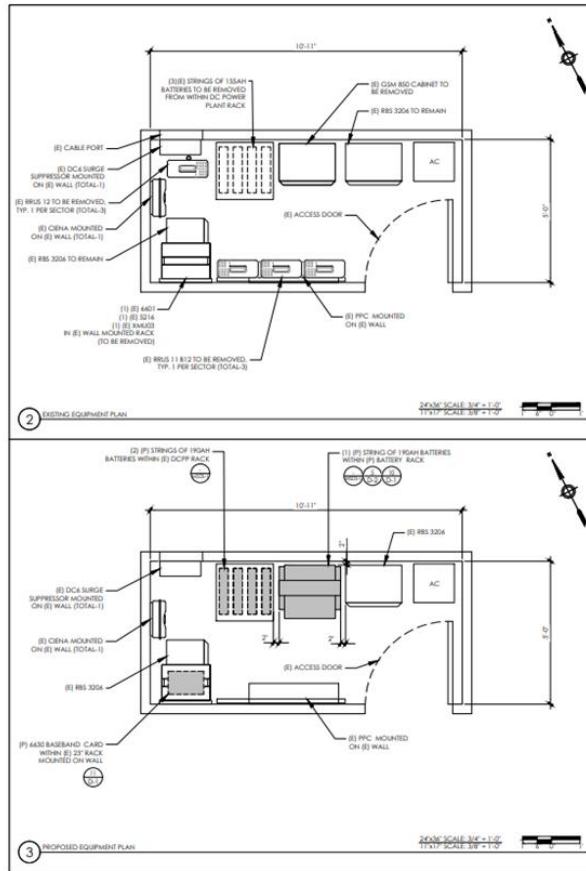 10'-11"
(3)(E) STRINGS OF 155AH
BATTERIES TO BE REMOVED
FROM WITHIN DC POWER
PLANT RACK
(E) GSM 850 CABINET TO
BE REMOVED
(E) RBS 3206 TO REMAIN
(E) CABLE PORT
(E) DC6 SURGE
SUPPRESSOR MOUNTED
ON (E) WALL (TOTAL-1)
(E) RRUS 12 TO BE REMOVED,
TYP. 1 PER SECTOR (TOTAL-3)
(E) CIENA MOUNTED
ON (E) WALL (TOTAL-1)
(E) RBS 3206 TO REMAIN
AC
5'-0"
(E) ACCESS DOOR
(1) (E) 6601
(1) (E) 5216
(1) (E) XMU03
IN (E) WALL MOUNTED RACK
(TO BE REMOVED)
(E) PPC MOUNTED
ON (E) WALL
(E) RRUS 11 B12 TO BE REMOVED,
TYP. 1 PER SECTOR (TOTAL-3)
2 EXISTING EQUIPMENT PLAN
24"x36" SCALE: 3/4" = 1'-0"
11"x17" SCALE: 3/8" = 1'-0"
(2) (P) STRINGS OF 190AH
BATTERIES WITHIN (E) DCPP RACK
(1) (P) STRING OF 190AH BATTERIES
WITHIN (P) BATTERY RACK
10'-11"
(E) RBS 3206
2"
(E) DC6 SURGE
SUPPRESSOR MOUNTED
ON (E) WALL (TOTAL-1)
AC
(E) CIENA MOUNTED
ON (E) WALL (TOTAL-1)
5'-0"
2"
2"
(E) ACCESS DOOR
(E) RBS 3206
(P) 6630 BASEBAND CARD
WITHIN (E) 23" RACK
MOUNTED ON WALL
(E) PPC MOUNTED
ON (E) WALL
3 PROPOSED EQUIPMENT PLAN
24"x36" SCALE: 3/4" = 1'-0"
11"x17" SCALE: 3/8" = 1'-0"